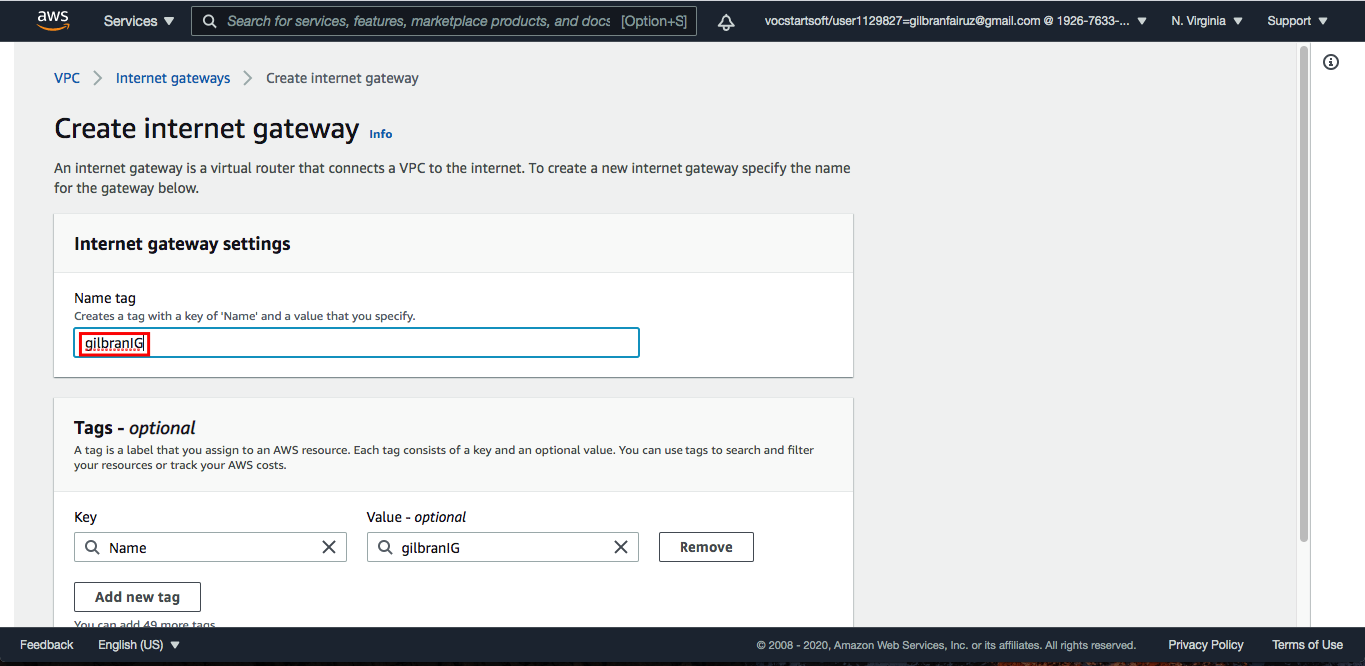 aws Services Search for services, features, marketplace products, and docs [Option+S] vocstartsoft/user1129827=gilbranfairuz@gmail.com @ 1926-7633-... N. Virginia Support
VPC Internet gateways Create internet gateway
Create internet gateway Info
An internet gateway is a virtual router that connects a VPC to the internet. To create a new internet gateway specify the name
for the gateway below.
Internet gateway settings
Name tag
Creates a tag with a key of 'Name' and a value that you specify.
gilbranIG
Tags - optional
A tag is a label that you assign to an AWS resource. Each tag consists of a key and an optional value. You can use tags to search and filter
your resources or track your AWS costs.
Key Value - optional
Name gilbranIG Remove
Add new tag
You can add 49 more tags
Feedback English (US) © 2008 - 2020, Amazon Web Services, Inc. or its affiliates. All rights reserved. Privacy Policy Terms of Use